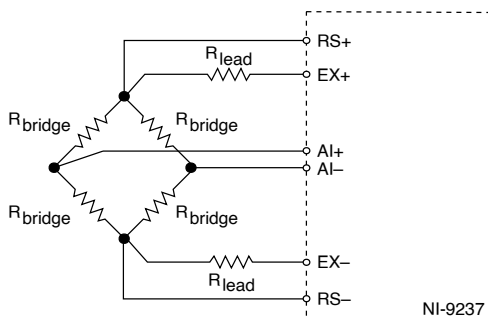 RS+
Rlead
EX+
Rbridge
Rbridge
AI+
AI–
Rbridge
Rbridge
EX–
Rlead
RS–
NI-9237